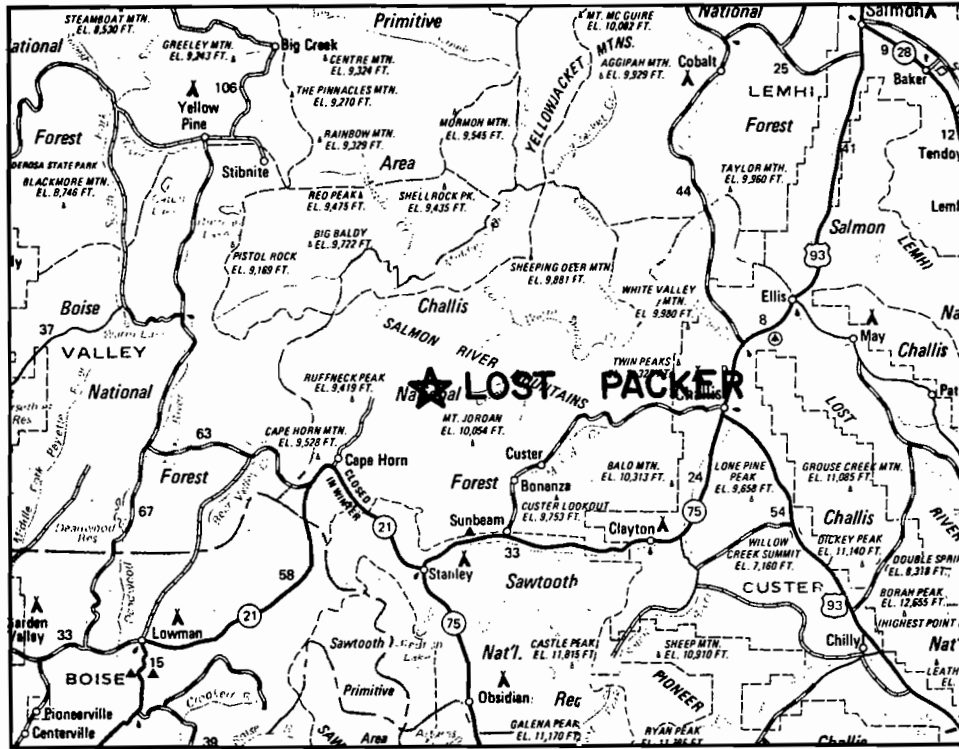 STEAMBOAT MTN.
EL. 8,530 FT.
Primitive
MT. MC GUIRE
EL. 10,082 FT.
National
Salmon
GREELEY MTN.
EL. 9,243 FT.
Big Creek
CENTRE MTN.
EL. 9,324 FT.
YELLOWJACKET MTNS.
AGGIPAH MTN.
EL. 9,929 FT.
Cobalt
25
9
28
Baker
106
THE PINNACLES MTN.
EL. 9,270 FT.
LEMHI
Yellow
Pine
Forest
RAINBOW MTN.
EL. 9,329 FT.
MORMON MTN.
EL. 9,545 FT.
Forest
12
41
Stibnite
Area
BLACKMORE MTN.
EL. 8,746 FT.
TAYLOR MTH.
EL. 9,960 FT.
RED PEAK
EL. 9,475 FT.
SHELLROCK PK.
EL. 9,435 FT.
44
Salmon
LEMHI
BIG BALDY
EL. 9,722 FT.
PISTOL ROCK
EL. 9,169 FT.
SHEEPING DEER MTN.
EL. 9,881 FT.
93
WHITE VALLEY
MTN.
EL. 9,980 FT.
Ellis
Boise
Challis
37
8
May
VALLEY
SALMON RIVER MOUNTAINS
Challis
National
RUFFNECK PEAK
EL. 9,419 FT.
TWIN PEAKS
LOST PACKER
Challis
LOST
RIVER
MT. JORDAN
EL. 10,054 FT.
63
CAPE HORN MTN.
EL. 9,528 FT.
Cape Horn
Custer
BALD MTN.
EL. 10,313 FT.
LONE PINE
PEAK
EL. 9,658 FT.
GROUSE CREEK MTN.
EL. 11,085 FT.
Forest
CLOSED
IN WINTER
Forest
Bonanza
24
67
CUSTER LOOKOUT
EL. 9,753 FT.
75
54
Challis
21
Sunbeam
Clayton
DICKEY PEAK
EL. 11,140 FT.
33
WILLOW
CREEK SUMMIT
EL. 7,160 FT.
EL. 8,318 FT.
58
Stanley
Sawtooth
CUSTER
BORAH PEAK
EL. 12,655 FT.
93
21
75
33
Lowman
CASTLE PEAK
EL. 11,815 FT.
SHEEP MTN.
EL. 10,910 FT.
Chilly
Sawtooth
Nat'l.
Nat'l
15
BOISE
Primitive
Obsidian
Rec
PIONEER
Pioneerville
Centerville
Area
GALENA PEAK
EL. 11,170 FT.
RYAN PEAK
Challis